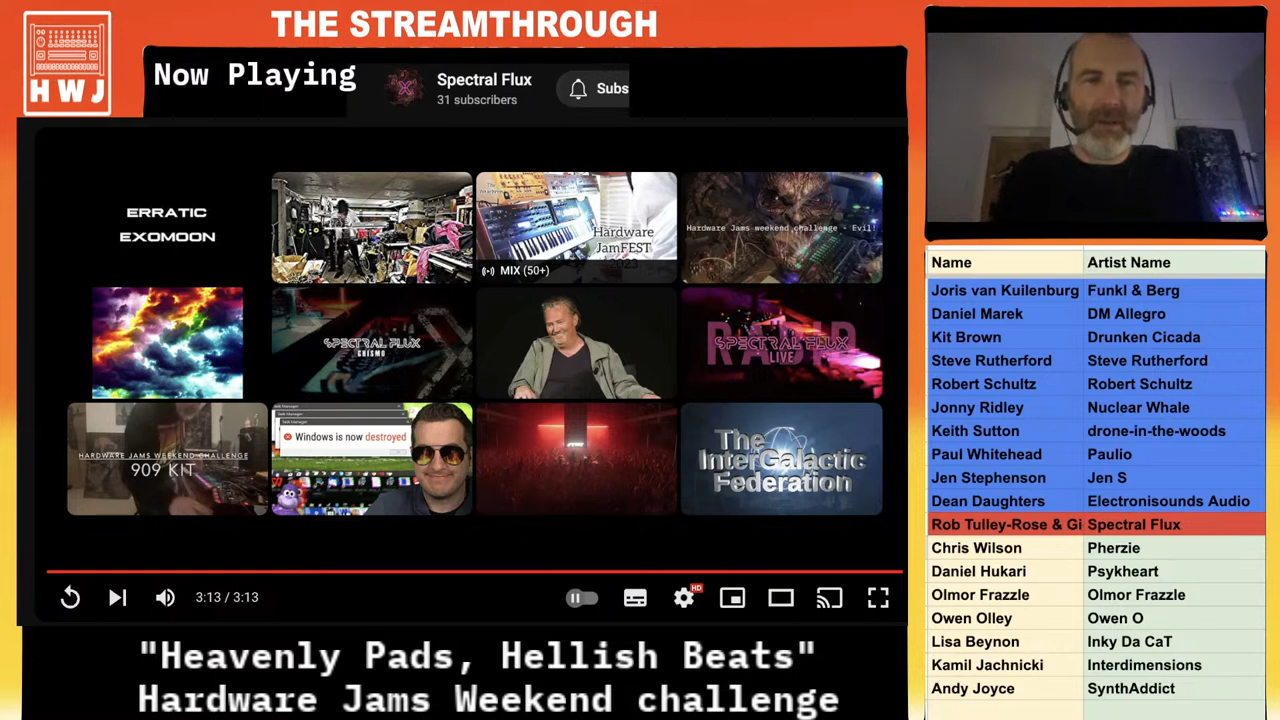 THE STREAMTHROUGH
HWJ
Now Playing
Spectral Flux
31 subscribers
Subs
ERRATIC
EXOMOON
Hardware
JamFEST
2023
MIX (50+)
Hardware Jams weekend challenge - Evil!
SPECTRAL FLUX
GHISMO
RAPID
SPECTRAL FLUX
LIVE
HARDWARE JAMS WEEKEND CHALLENGE
909 KIT
Windows is now destroyed
The
InterGalactic
Federation
3:13 / 3:13
HD
"Heavenly Pads, Hellish Beats"
Hardware Jams Weekend challenge
Name Artist Name
Joris van Kuilenburg Funkl & Berg
Daniel Marek DM Allegro
Kit Brown Drunken Cicada
Steve Rutherford Steve Rutherford
Robert Schultz Robert Schultz
Jonny Ridley Nuclear Whale
Keith Sutton drone-in-the-woods
Paul Whitehead Paulio
Jen Stephenson Jen S
Dean Daughters Electronisounds Audio
Rob Tulley-Rose & Gi Spectral Flux
Chris Wilson Pherzie
Daniel Hukari Psykheart
Olmor Frazzle Olmor Frazzle
Owen Olley Owen O
Lisa Beynon Inky Da CaT
Kamil Jachnicki Interdimensions
Andy Joyce SynthAddict